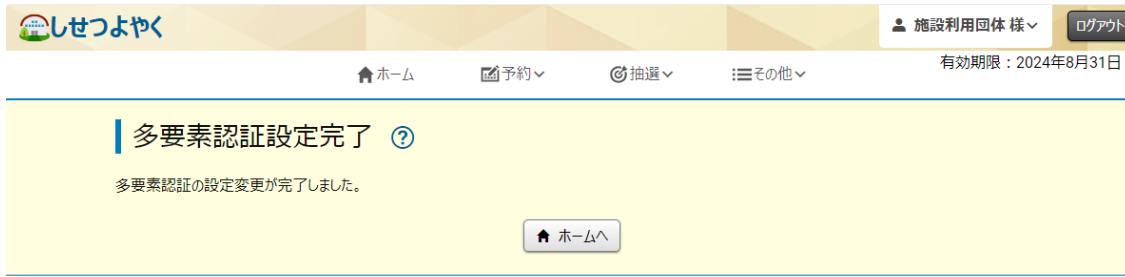 しせつよやく
施設利用団体 様
ログアウト
ホーム 予約 抽選 その他
有効期限：2024年8月31日
多要素認証設定完了 ?
多要素認証の設定変更が完了しました。
ホームへ